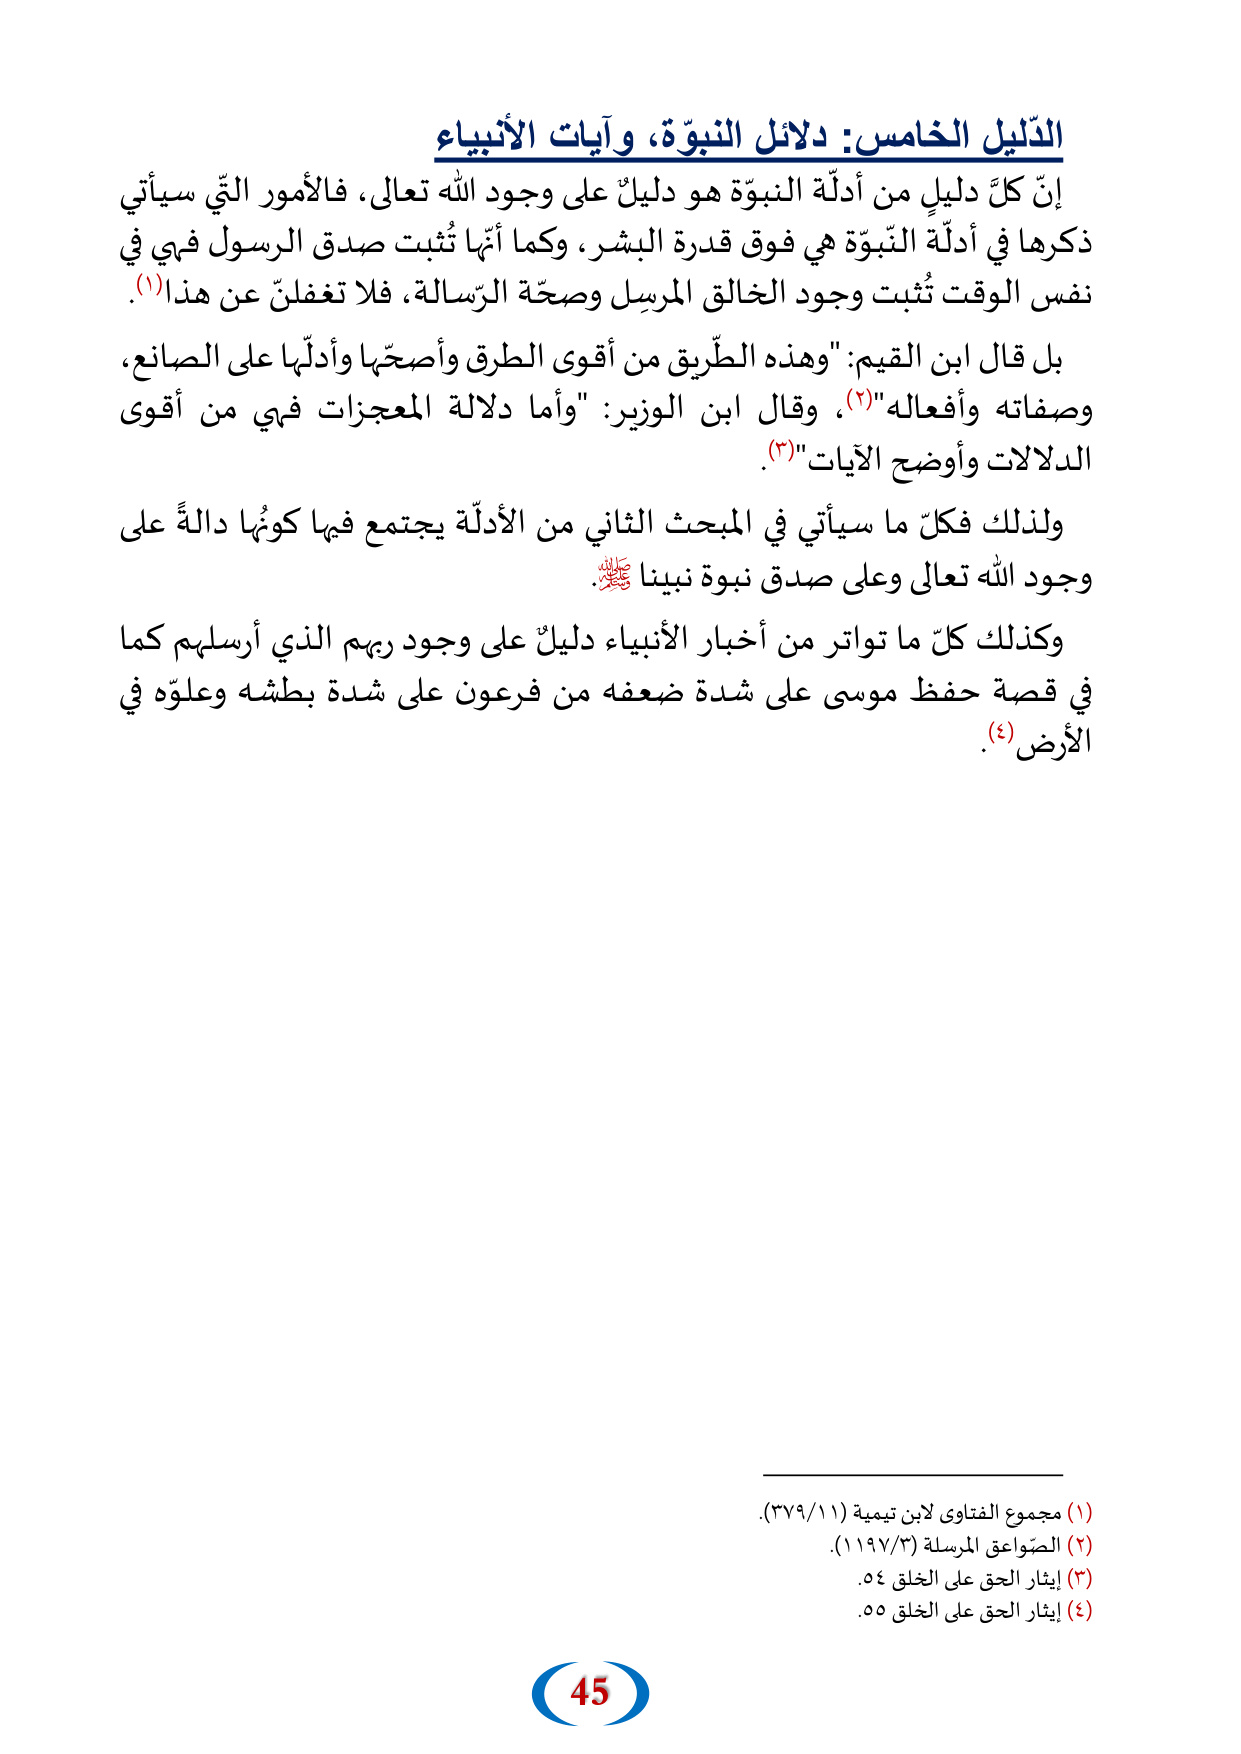 الدّليل الخامس: دلائل النبوّة، وآيات الأنبياء
إنّ كلَّ دليلٍ من أدلّة النبوّة هو دليلٌ على وجود الله تعالى، فالأمور التّي سيأتي
ذكرها في أدلّة النّبوّة هي فوق قدرة البشر، وكما أنّها تُثبت صدق الرسول فهي في
نفس الوقت تُثبت وجود الخالق المرسِل وصحّة الرّسالة، فلا تغفلنّ عن هذا(١).
بل قال ابن القيم: "وهذه الطّريق من أقوى الطرق وأصحّها وأدلّها على الصانع،
وصفاته وأفعاله"(٢)، وقال ابن الوزير: "وأما دلالة المعجزات فهي من أقوى
الدلالات وأوضح الآيات"(٣).
ولذلك فكلّ ما سيأتي في المبحث الثاني من الأدلّة يجتمع فيها كونُها دالةً على
وجود الله تعالى وعلى صدق نبوة نبينا ﷺ.
وكذلك كلّ ما تواتر من أخبار الأنبياء دليلٌ على وجود ربهم الذي أرسلهم كما
في قصة حفظ موسى على شدة ضعفه من فرعون على شدة بطشه وعلوّه في
الأرض(٤).
(١) مجموع الفتاوى لابن تيمية (٣٧٩/١١).
(٢) الصّواعق المرسلة (١١٩٧/٣).
(٣) إيثار الحق على الخلق ٥٤.
(٤) إيثار الحق على الخلق ٥٥.
45